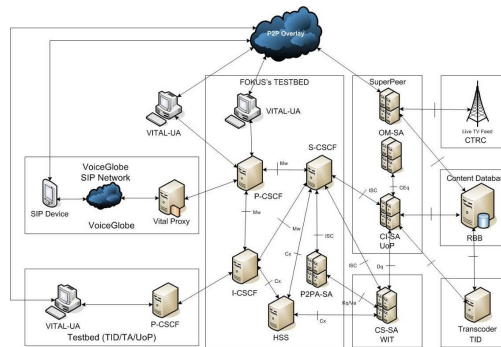 P2P Overlay
FOKUS's TESTBED
SuperPeer
VITAL-UA
VITAL-UA
OM-SA
Live TV Feed
CTRC
S-CSCF
VoiceGlobe
SIP Network
Mw
P-CSCF
ISC
CEq
Content Database
SIP Device
VoiceGlobe
Vital Proxy
CI-SA
UoP
RBB
Mw
Mw
ISC
Cx
ISC
Dq
I-CSCF
Cx
P2PA-SA
VITAL-UA
P-CSCF
HSS
Cx
CS-SA
WIT
Transcoder
TID
Testbed (TID/TA/UoP)